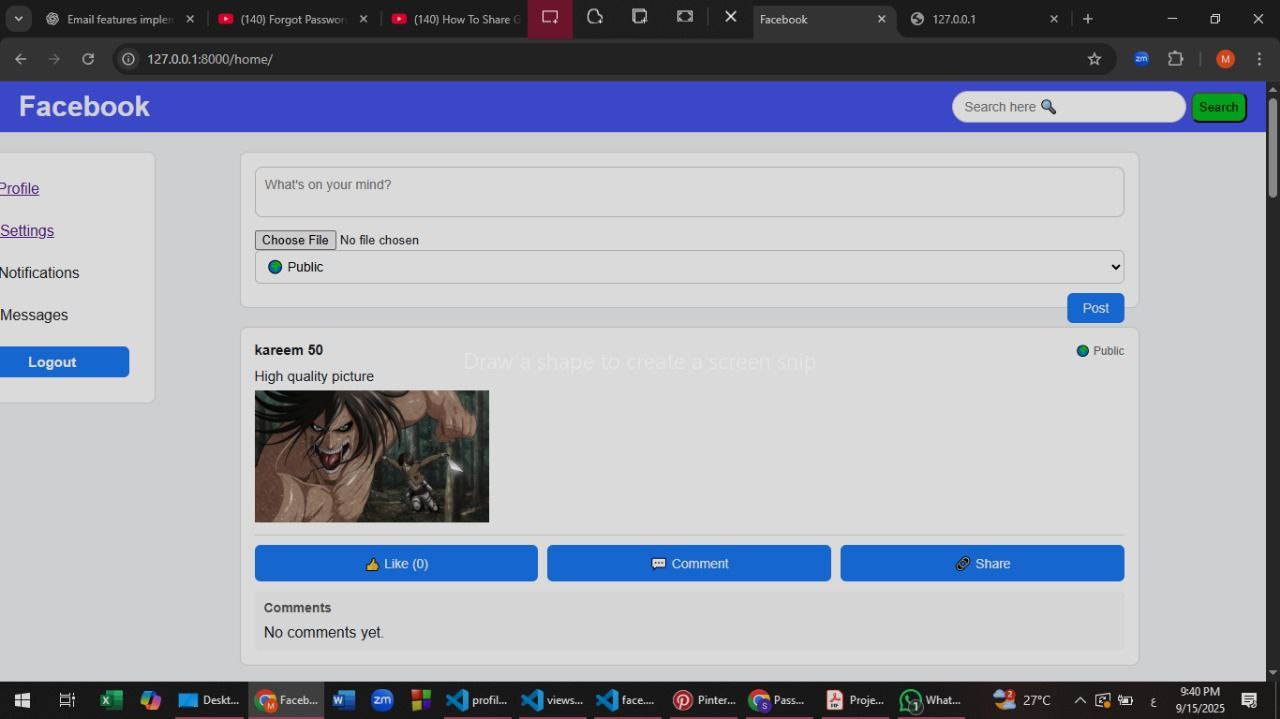 Email features implen
(140) Forgot Passwor
(140) How To Share G
Facebook
127.0.0.1
127.0.0.1:8000/home/
zm
M
Facebook
Search here
Search
Profile
Settings
Notifications
Messages
Logout
What's on your mind?
Choose File No file chosen
Public
Post
kareem 50
Public
Draw a shape to create a screen snip
High quality picture
Like (0)
Comment
Share
Comments
No comments yet.
Deskt...
Faceb...
zm
profil...
views...
face....
Pinter...
Pass...
Proje...
What...
27°C
ع
9:40 PM
9/15/2025